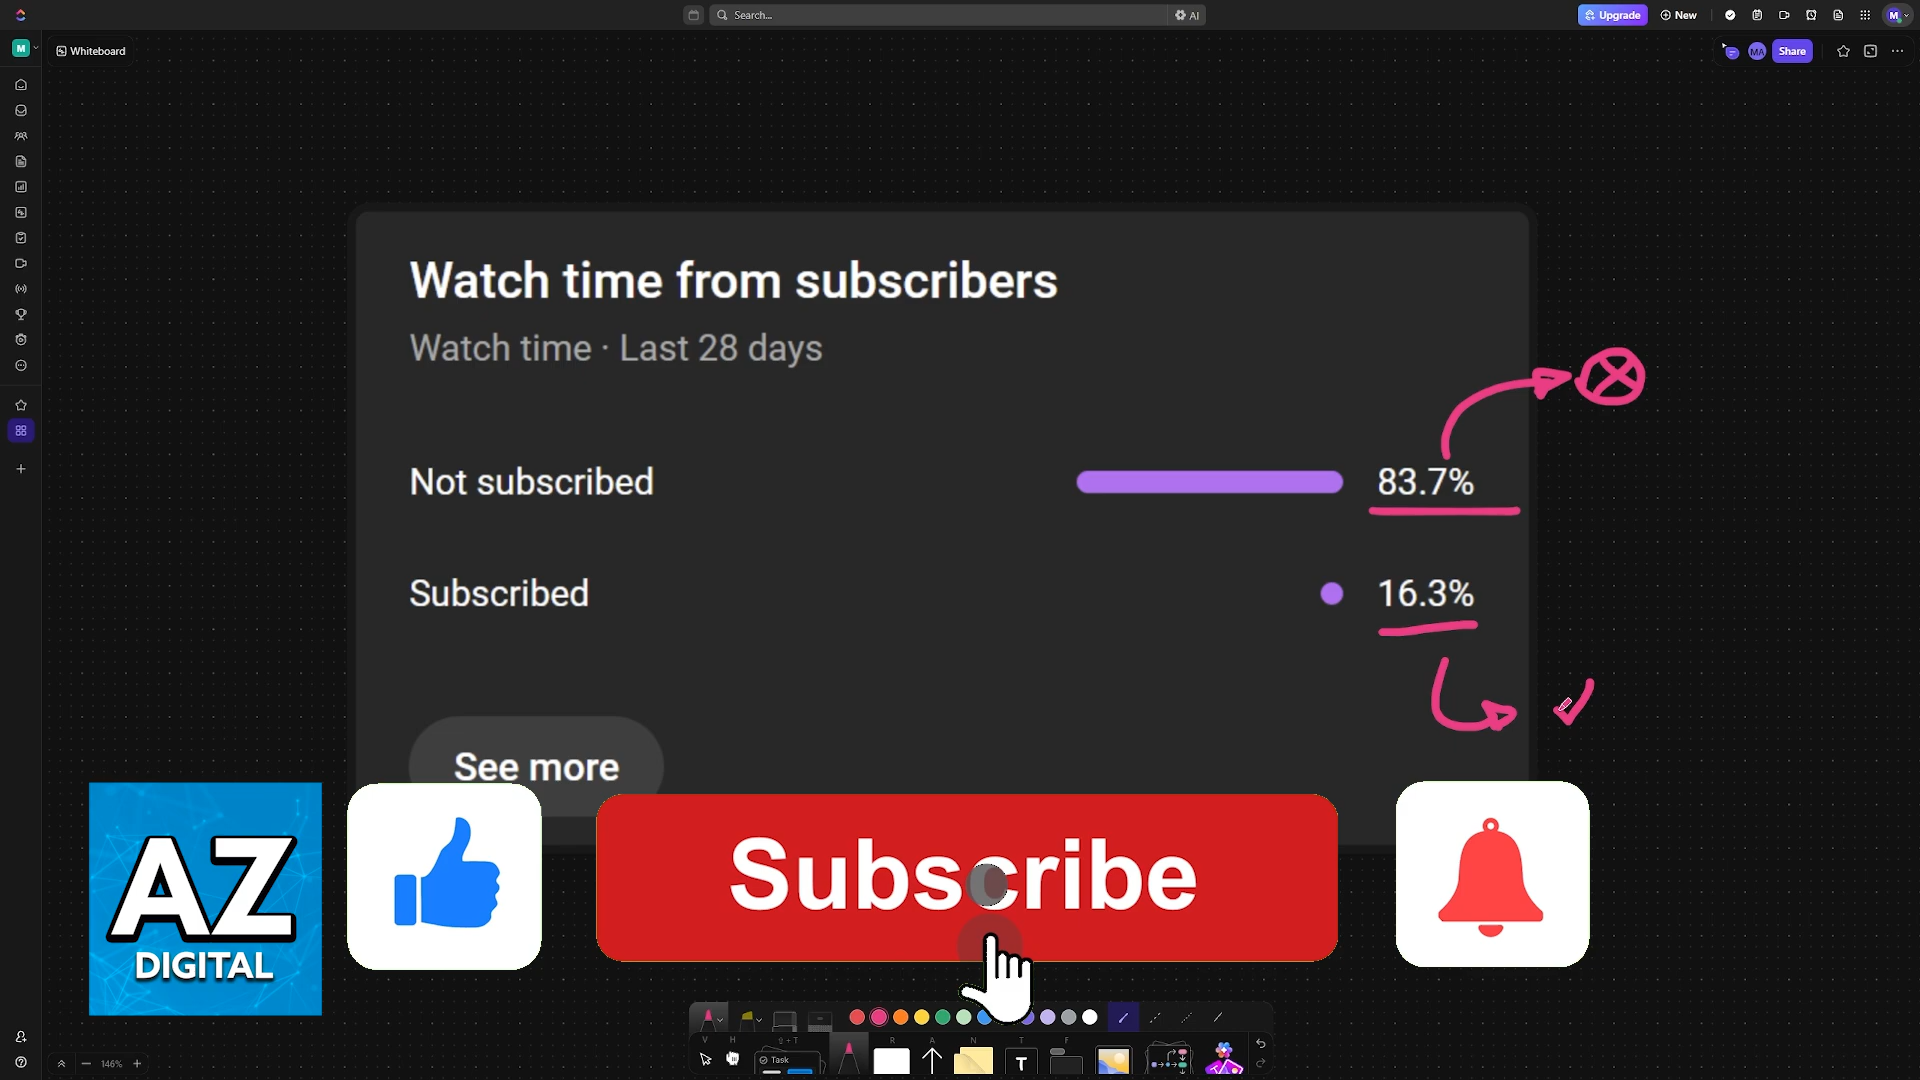 Search...
AI
Upgrade
New
M
M
Whiteboard
MA
Share
Watch time from subscribers
Watch time · Last 28 days
Not subscribed
83.7%
Subscribed
16.3%
See more
AZ
DIGITAL
Subscribe
V
H
⇧+T
R
A
N
T
F
146%
Task
T